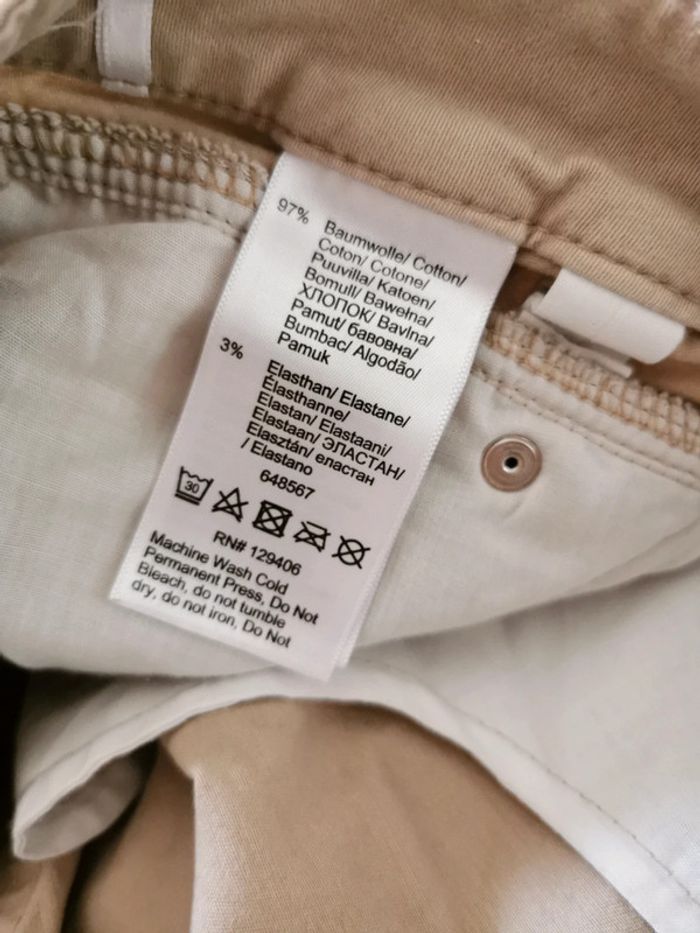 97%
Baumwolle/ Cotton/
Coton/ Cotone/
Puuvilla/ Katoen/
Bomull/ Bawełna/
ХЛОПОК/ Bavlna/
Pamut/ бавовна/
Bumbac/ Algodão/
Pamuk
3%
Elasthan/ Elastane/
Élasthanne/
Elastan/ Elastaani/
Elastaan/ ЭЛАСТАН/
Elasztán/ еластан
/ Elastano
648567
30
RN# 129406
Machine Wash Cold
Permanent Press, Do Not
Bleach, do not tumble
dry, do not iron, Do Not